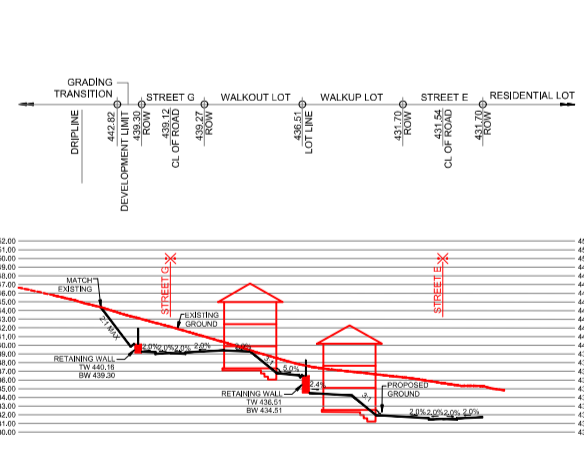 GRADING
TRANSITION
STREET G
WALKOUT LOT
WALKUP LOT
STREET E
RESIDENTIAL LOT
DRIPLINE
442.82
DEVELOPMENT LIMIT
439.30
ROW
439.12
CL OF ROAD
439.27
ROW
436.51
LOT LINE
431.70
ROW
431.54
CL OF ROAD
431.70
ROW
MATCH
EXISTING
STREET G
STREET E
EXISTING
GROUND
2:1 MAX
2.0% 2.0% 2.0% 2.0%
3:1
5.0%
RETAINING WALL
TW 440.16
BW 439.30
2.4%
RETAINING WALL
TW 436.51
BW 434.51
3:1
PROPOSED
GROUND
2.0% 2.0% 2.0% 2.0%